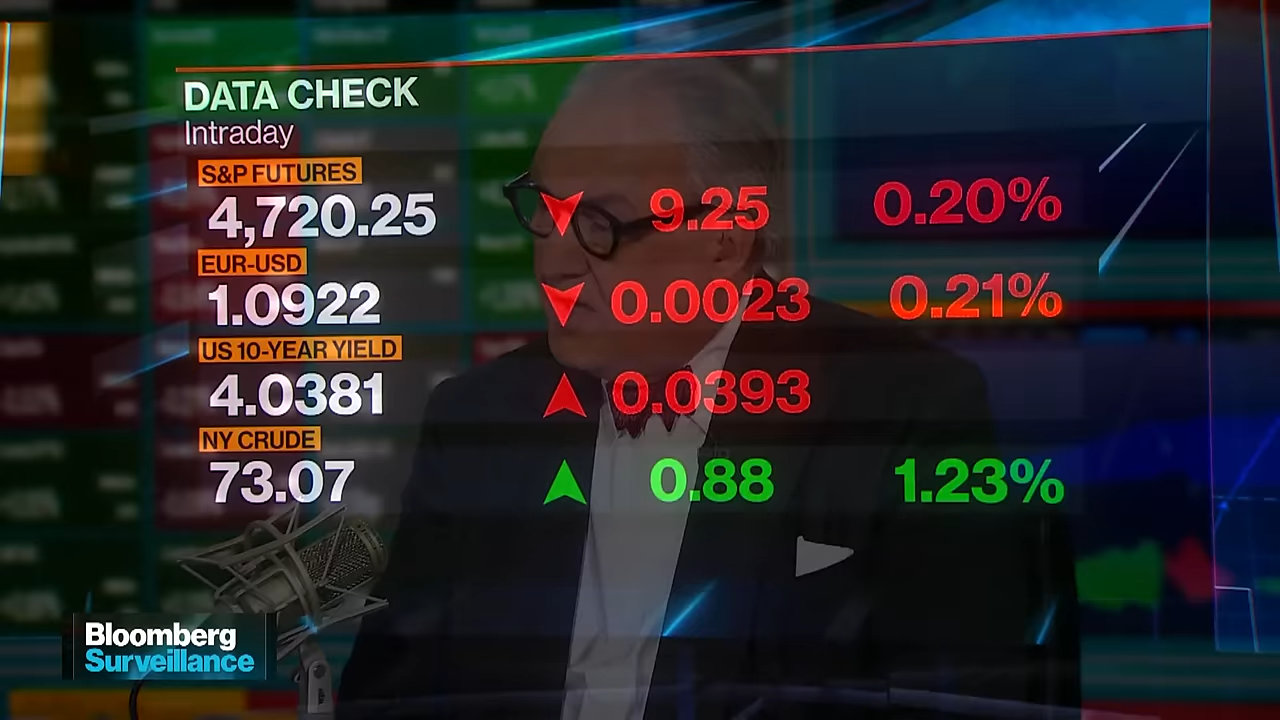 DATA CHECK
Intraday
S&P FUTURES
4,720.25 9.25 0.20%
EUR-USD
1.0922 0.0023 0.21%
US 10-YEAR YIELD
4.0381 0.0393
NY CRUDE
73.07 0.88 1.23%
Bloomberg
Surveillance